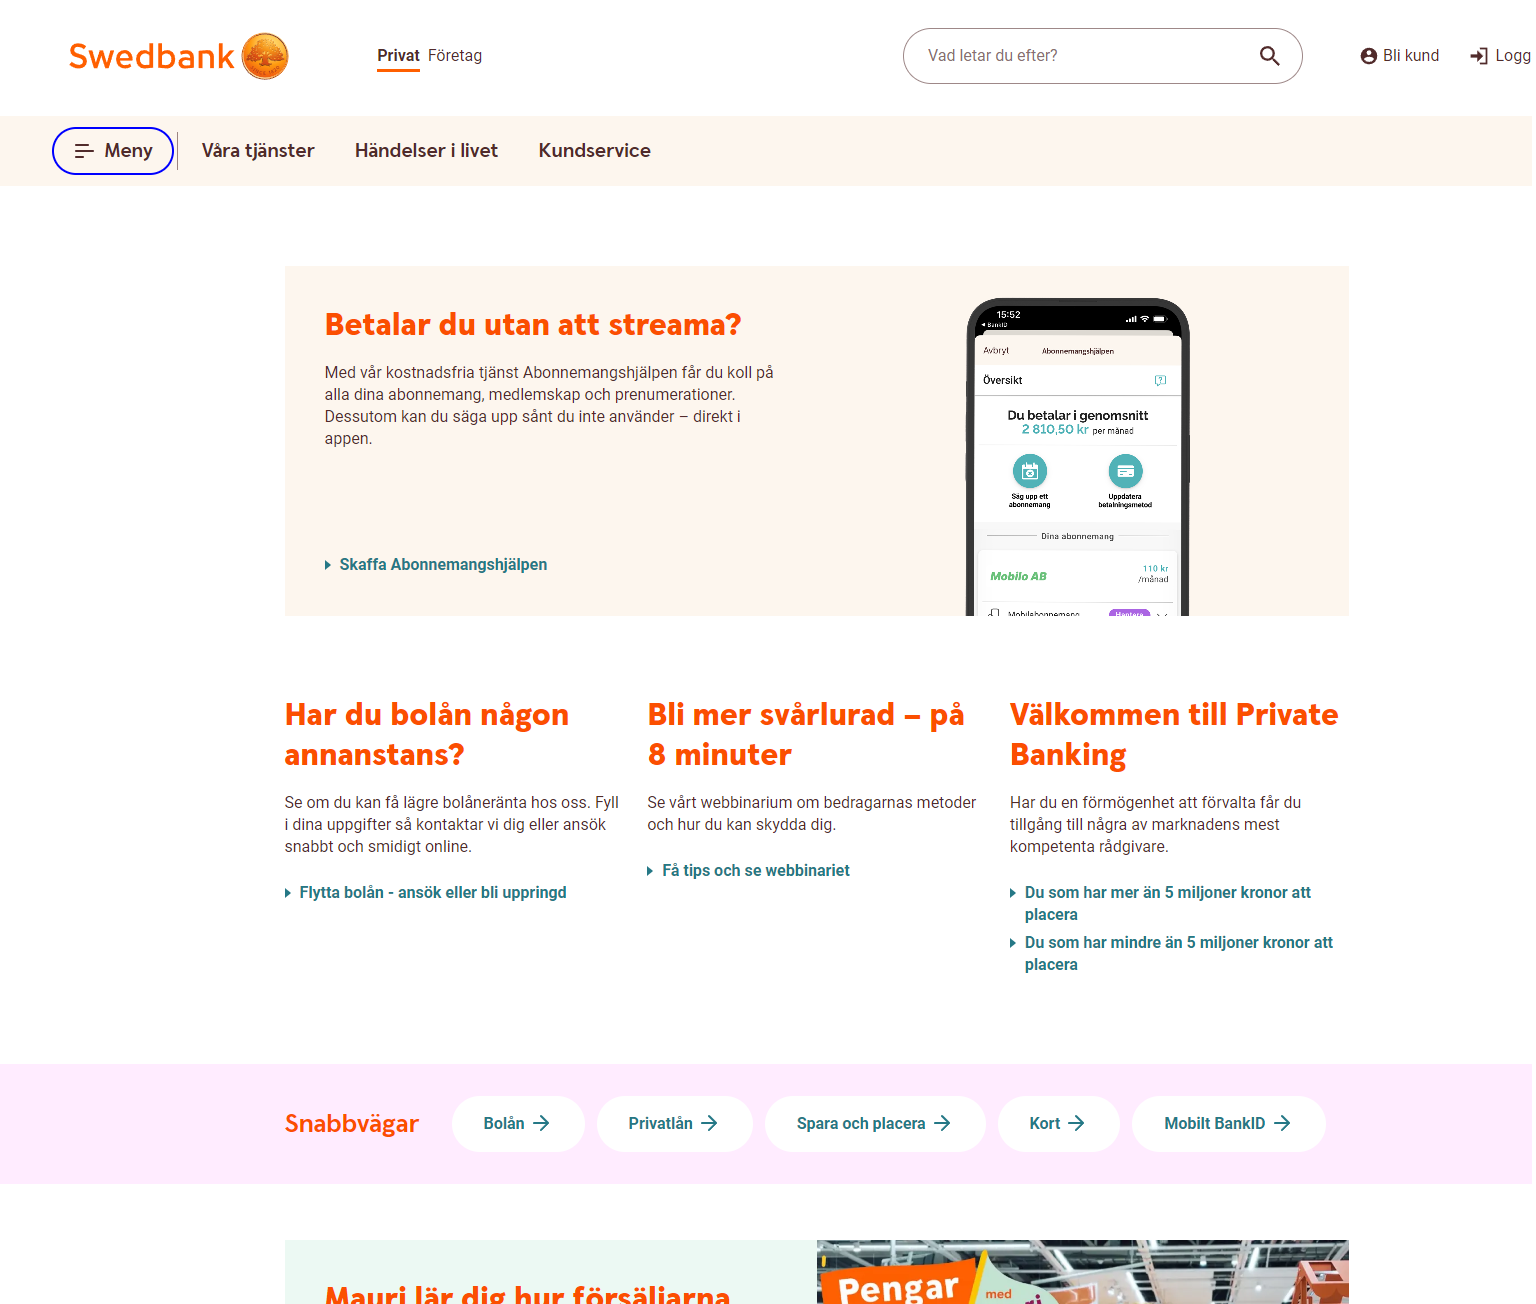 Swedbank
Privat Företag
Vad letar du efter?
Bli kund
Logg
Meny
Våra tjänster
Händelser i livet
Kundservice
Betalar du utan att streama?
Med vår kostnadsfria tjänst Abonnemangshjälpen får du koll på
alla dina abonnemang, medlemskap och prenumerationer.
Dessutom kan du säga upp sånt du inte använder – direkt i
appen.
Skaffa Abonnemangshjälpen
15:52
BankID
Avbryt
Abonnemangshjälpen
Översikt
Du betalar i genomsnitt
2 810,50 kr per månad
Säg upp ett
abonnemang
Uppdatera
betalningsmetod
Dina abonnemang
Mobilo AB
110 kr
/månad
Mobilabonnemang
Hantera
Har du bolån någon
annanstans?
Se om du kan få lägre bolåneränta hos oss. Fyll
i dina uppgifter så kontaktar vi dig eller ansök
snabbt och smidigt online.
Flytta bolån - ansök eller bli uppringd
Bli mer svårlurad – på
8 minuter
Se vårt webbinarium om bedragarnas metoder
och hur du kan skydda dig.
Få tips och se webbinariet
Välkommen till Private
Banking
Har du en förmögenhet att förvalta får du
tillgång till några av marknadens mest
kompetenta rådgivare.
Du som har mer än 5 miljoner kronor att
placera
Du som har mindre än 5 miljoner kronor att
placera
Snabbvägar
Bolån
Privatlån
Spara och placera
Kort
Mobilt BankID
Mauri lär dig hur försäljarna
Pengar
med